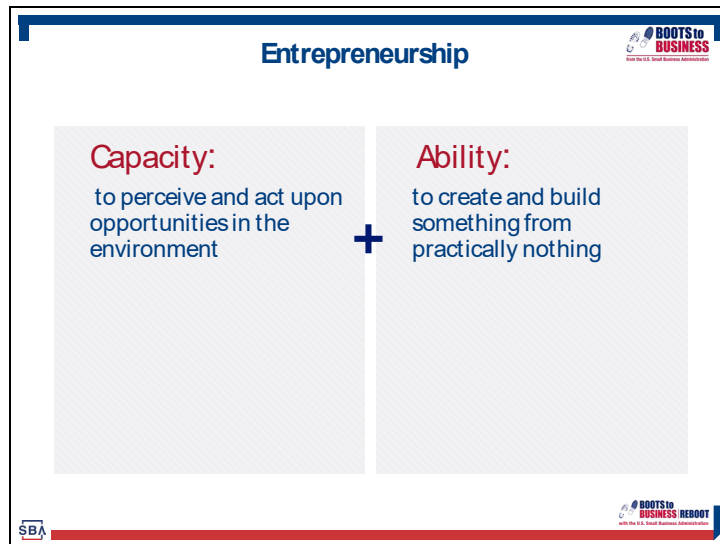 Entrepreneurship
BOOTS to
BUSINESS
from the U.S. Small Business Administration
Capacity:
to perceive and act upon
opportunities in the
environment
+
Ability:
to create and build
something from
practically nothing
SBA
BOOTS to
BUSINESS | REBOOT
with the U.S. Small Business Administration